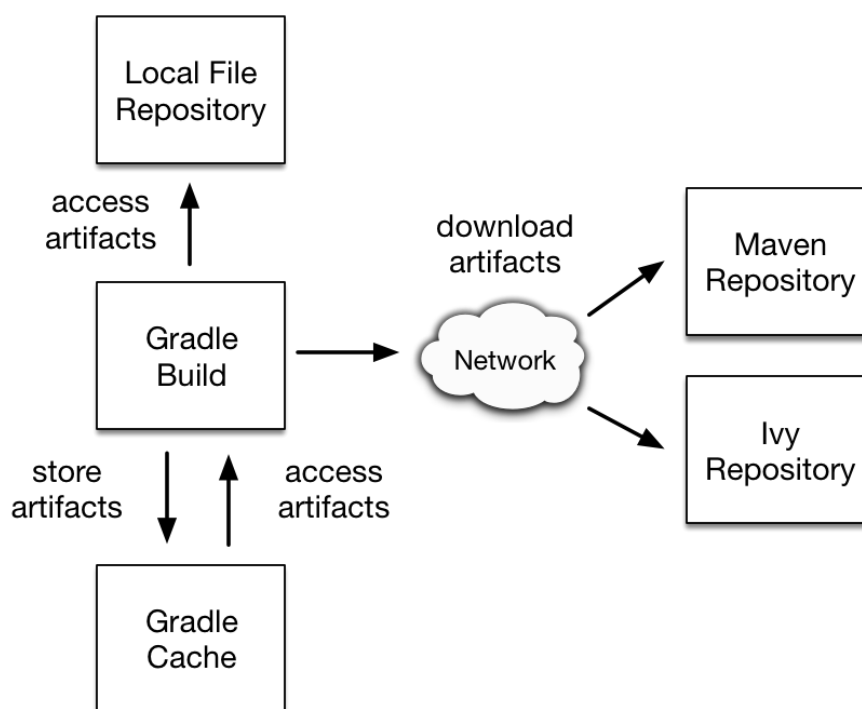 Local File
Repository
access
artifacts
download
artifacts
Maven
Repository
Gradle
Build
Network
Ivy
Repository
store
artifacts
access
artifacts
Gradle
Cache